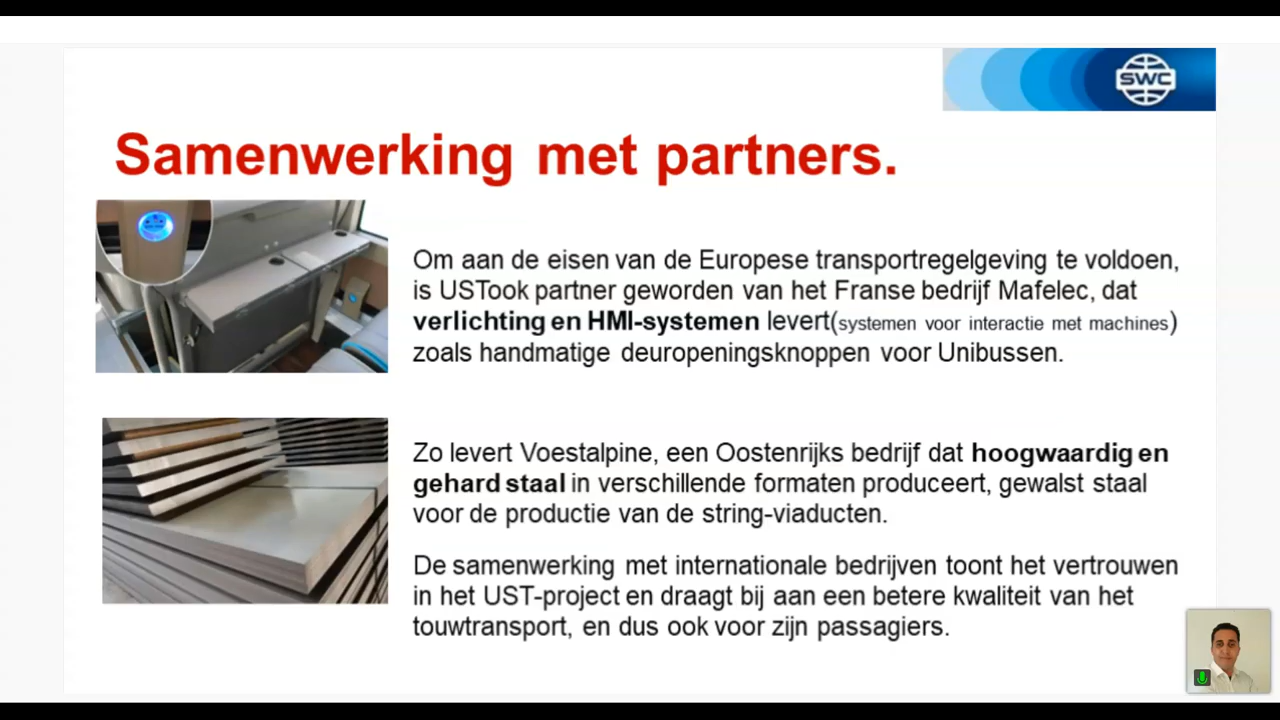 SWC
Samenwerking met partners.
Om aan de eisen van de Europese transportregelgeving te voldoen,
is USTook partner geworden van het Franse bedrijf Mafelec, dat
verlichting en HMI-systemen levert(systemen voor interactie met machines)
zoals handmatige deuropeningsknoppen voor Unibussen.
Zo levert Voestalpine, een Oostenrijks bedrijf dat hoogwaardig en
gehard staal in verschillende formaten produceert, gewalst staal
voor de productie van de string-viaducten.
De samenwerking met internationale bedrijven toont het vertrouwen
in het UST-project en draagt bij aan een betere kwaliteit van het
touwtransport, en dus ook voor zijn passagiers.